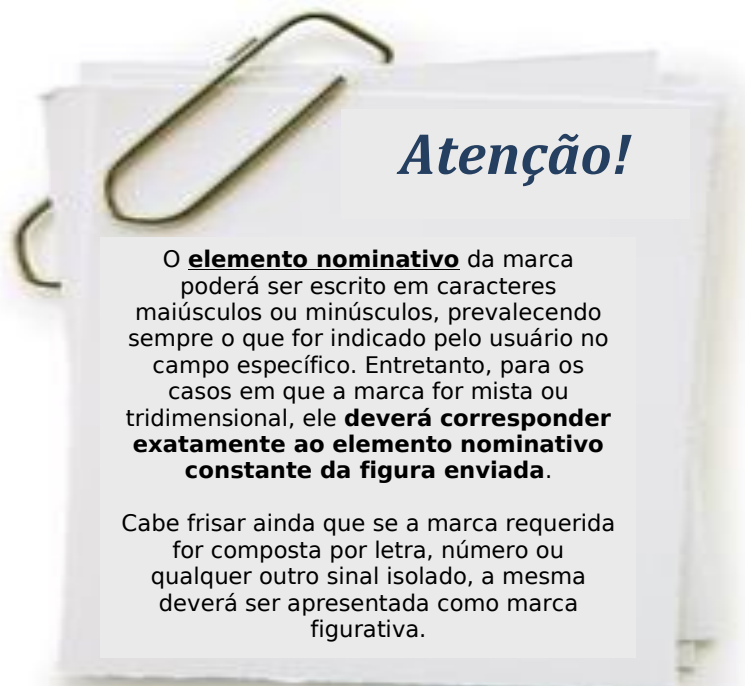 Atenção!
O elemento nominativo da marca
poderá ser escrito em caracteres
maiúsculos ou minúsculos, prevalecendo
sempre o que for indicado pelo usuário no
campo específico. Entretanto, para os
casos em que a marca for mista ou
tridimensional, ele deverá corresponder
exatamente ao elemento nominativo
constante da figura enviada.
Cabe frisar ainda que se a marca requerida
for composta por letra, número ou
qualquer outro sinal isolado, a mesma
deverá ser apresentada como marca
figurativa.